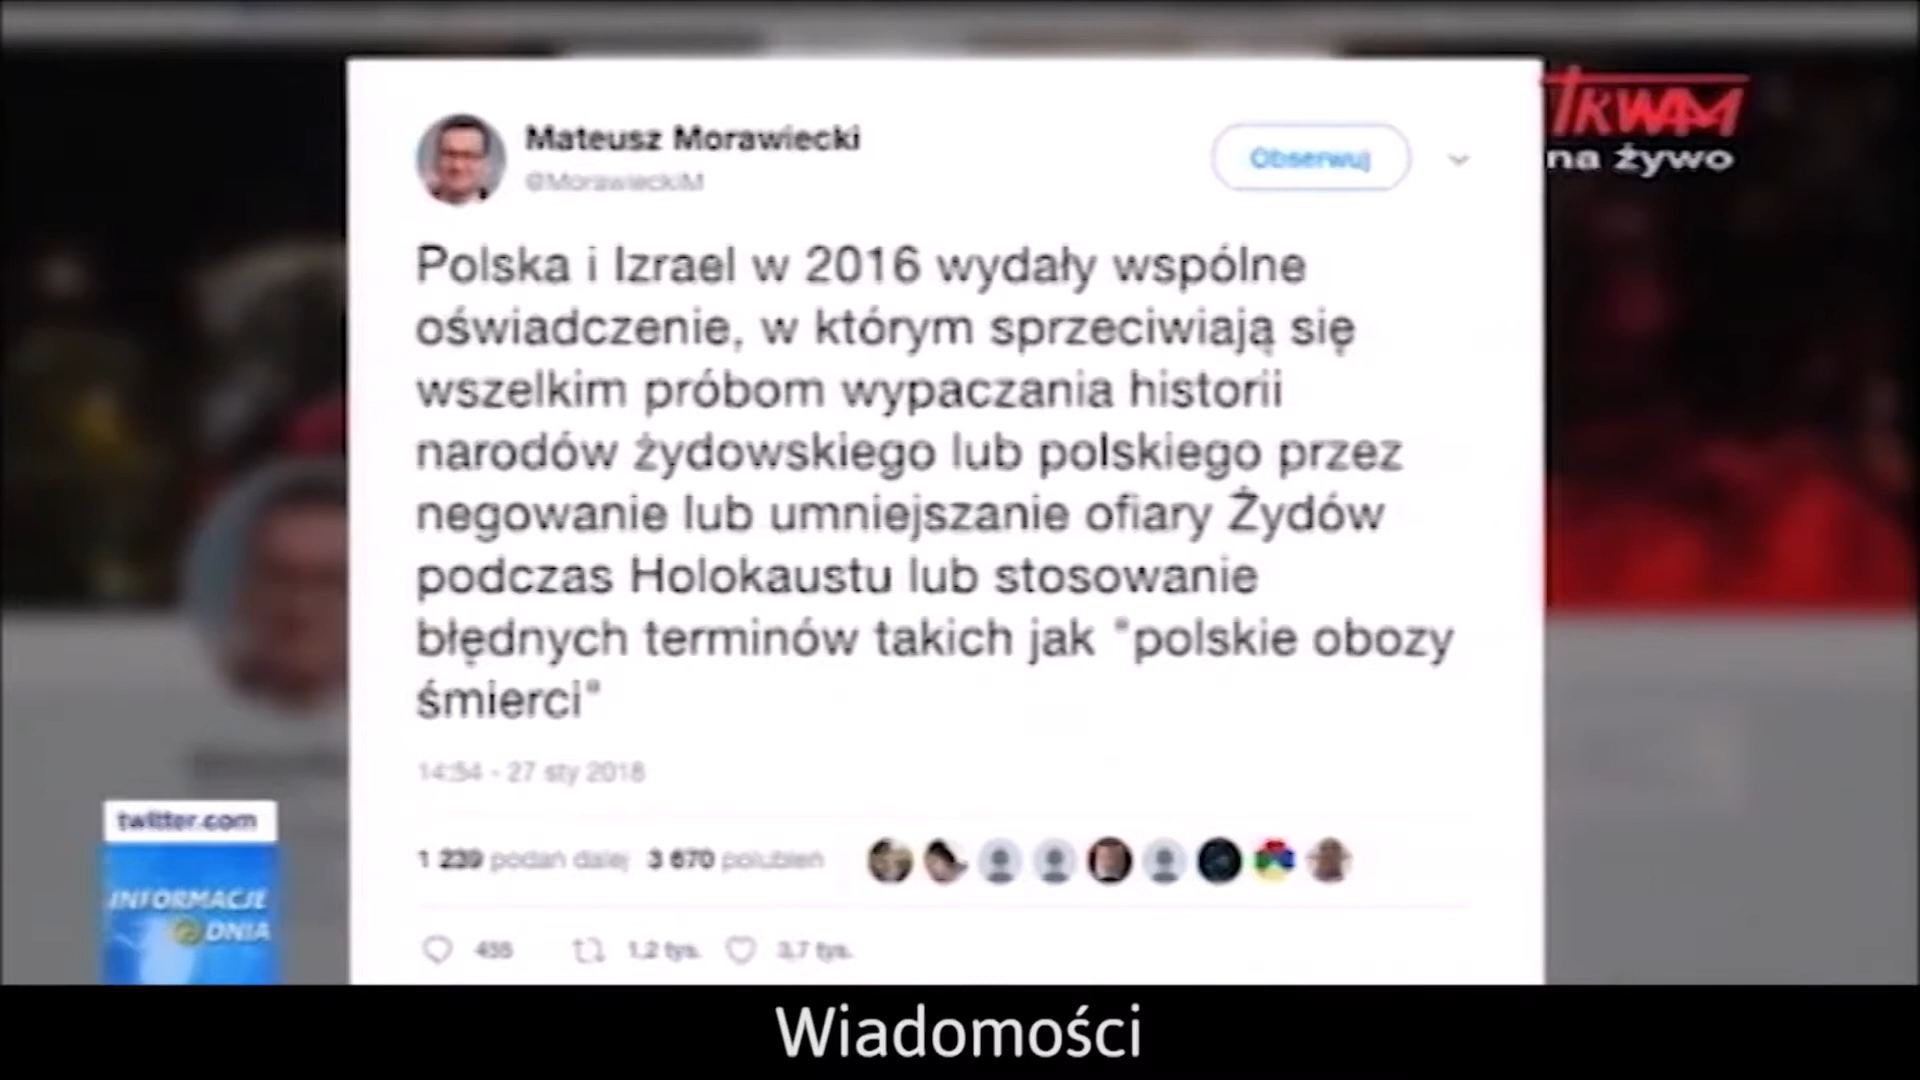 Mateusz Morawiecki
@MorawieckiM
Obserwuj
TRWAM
na żywo
Polska i Izrael w 2016 wydały wspólne
oświadczenie, w którym sprzeciwiają się
wszelkim próbom wypaczania historii
narodów żydowskiego lub polskiego przez
negowanie lub umniejszanie ofiary Żydów
podczas Holokaustu lub stosowanie
błędnych terminów takich jak "polskie obozy
śmierci"
14:54 - 27 sty 2018
twitter.com
1 239 podań dalej 3 670 polubień
INFORMACJE
DNIA
1,2 tys. 3,7 tys.
Wiadomości